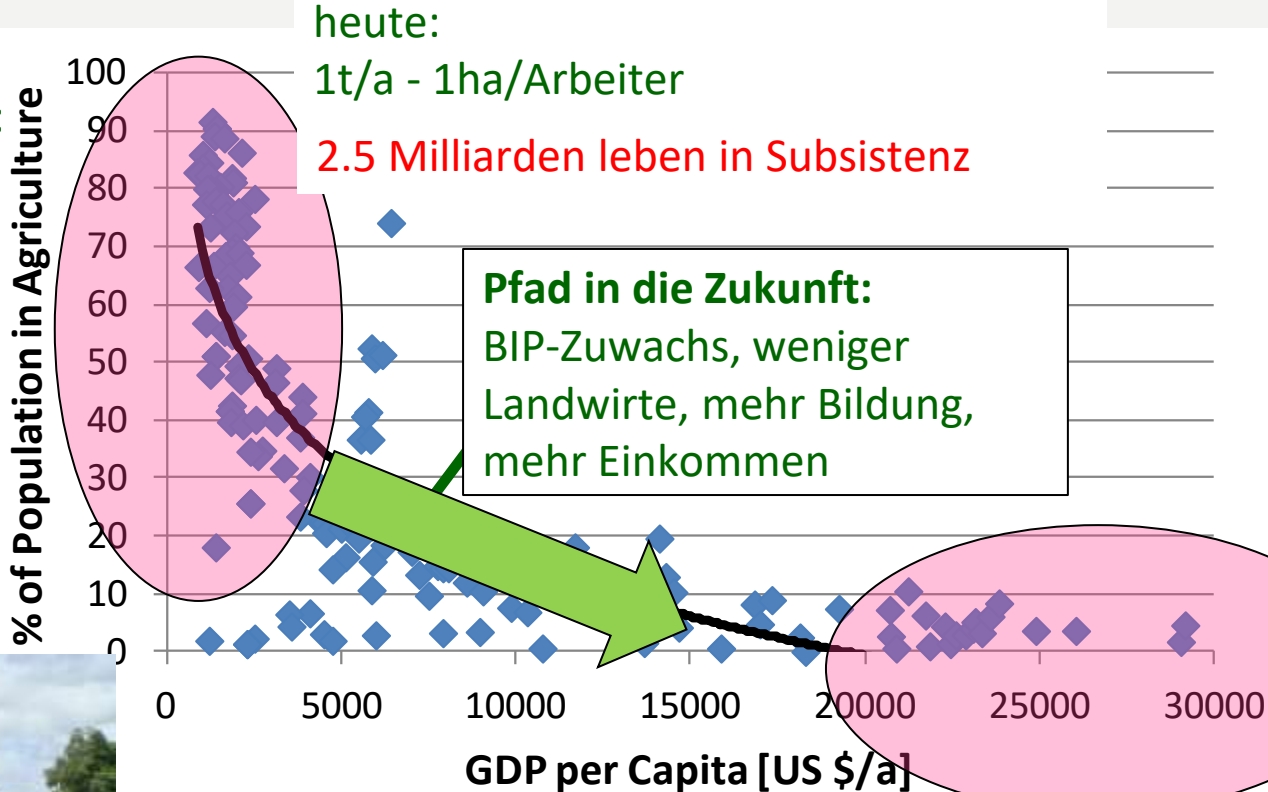 heute:
1t/a - 1ha/Arbeiter
2.5 Milliarden leben in Subsistenz
Pfad in die Zukunft:
BIP-Zuwachs, weniger
Landwirte, mehr Bildung,
mehr Einkommen
% of Population in Agriculture
100
90
80
70
60
50
40
30
20
10
0
0 5000 10000 15000 20000 25000 30000
GDP per Capita [US $/a]